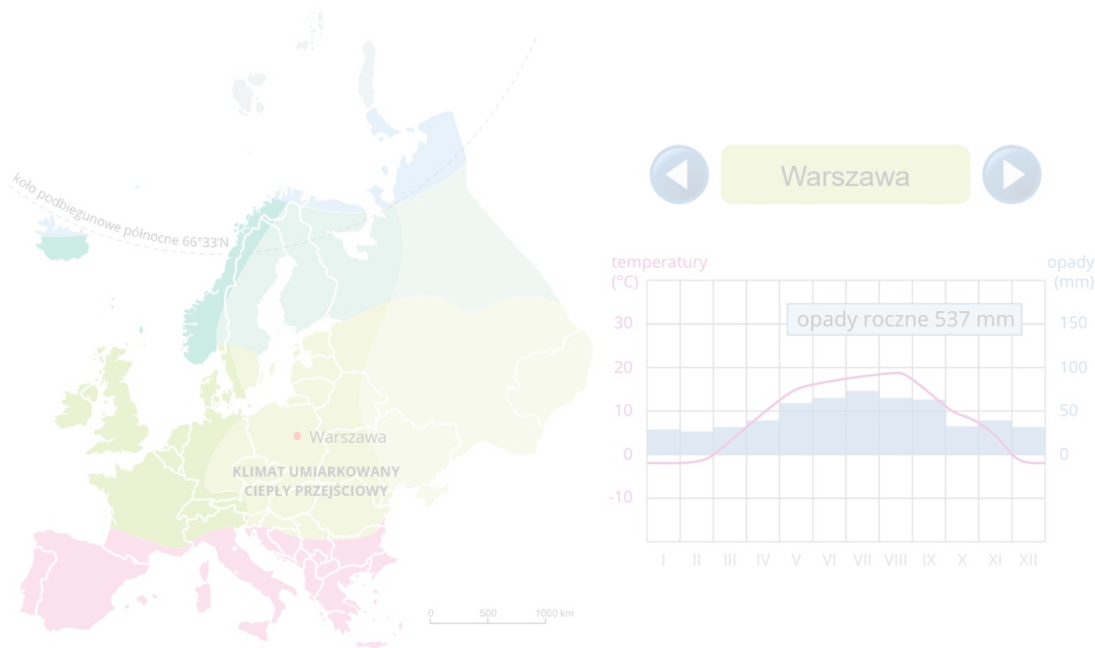 koło podbiegunowe północne 66°33'N
Warszawa
KLIMAT UMIARKOWANY
CIEPŁY PRZEJŚCIOWY
0 500 1000 km
Warszawa
temperatury
(°C)
opady
(mm)
opady roczne 537 mm
30 150
20 100
10 50
0 0
-10
I II III IV V VI VII VIII IX X XI XII